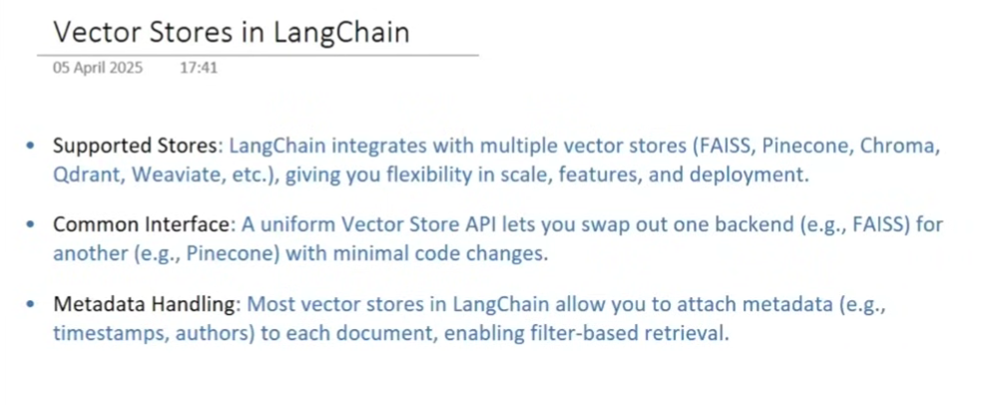 Vector Stores in LangChain
05 April 2025 17:41
• Supported Stores: LangChain integrates with multiple vector stores (FAISS, Pinecone, Chroma,
Qdrant, Weaviate, etc.), giving you flexibility in scale, features, and deployment.
• Common Interface: A uniform Vector Store API lets you swap out one backend (e.g., FAISS) for
another (e.g., Pinecone) with minimal code changes.
• Metadata Handling: Most vector stores in LangChain allow you to attach metadata (e.g.,
timestamps, authors) to each document, enabling filter-based retrieval.